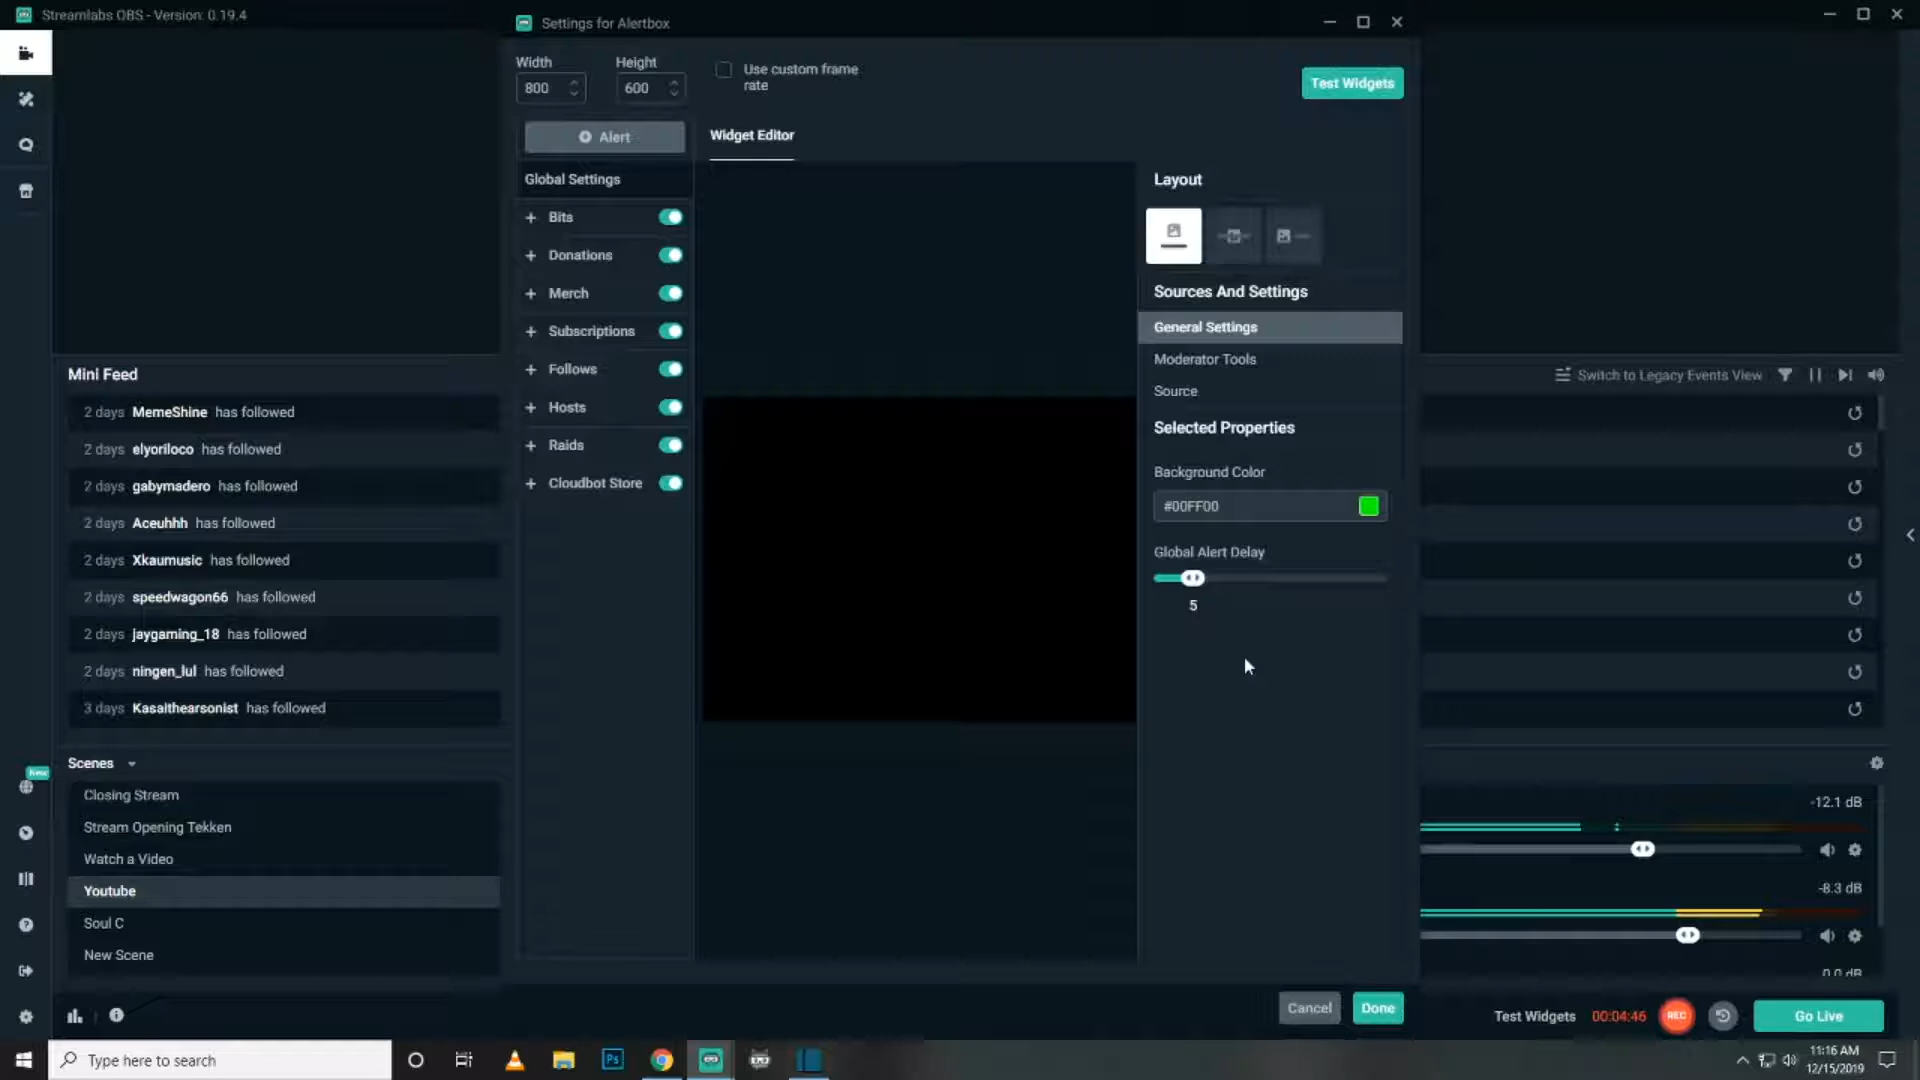 Streamlabs OBS - Version: 0.19.4
Settings for Alertbox
Width
Height
800
600
Use custom frame
rate
Test Widgets
Alert
Widget Editor
Global Settings
Bits
Donations
Merch
Subscriptions
Follows
Hosts
Raids
Cloudbot Store
Layout
Sources And Settings
General Settings
Moderator Tools
Source
Selected Properties
Background Color
#00FF00
Global Alert Delay
5
Cancel
Done
Mini Feed
2 days MemeShine has followed
2 days elyoriloco has followed
2 days gabymadero has followed
2 days Aceuhhh has followed
2 days Xkaumusic has followed
2 days speedwagon66 has followed
2 days jaygaming_18 has followed
2 days ningen_lul has followed
3 days Kasaithearsonist has followed
Switch to Legacy Events View
Scenes
Closing Stream
Stream Opening Tekken
Watch a Video
Youtube
Soul C
New Scene
New
-12.1 dB
-8.3 dB
0.0 dB
Test Widgets
00:04:46
REC
Go Live
Type here to search
Ps
11:16 AM
12/15/2019